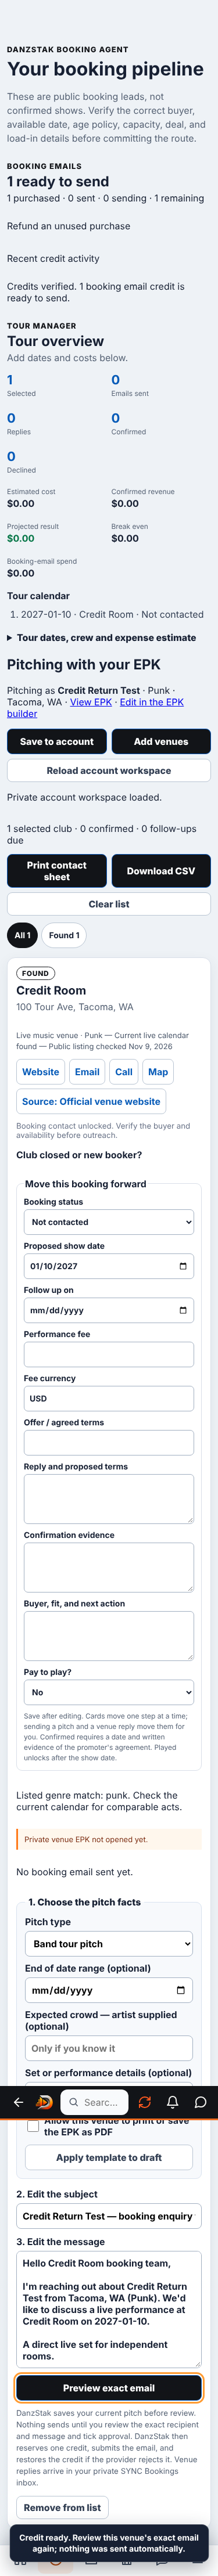 DANZSTAK BOOKING AGENT
Your booking pipeline
These are public booking leads, not
confirmed shows. Verify the correct buyer,
available date, age policy, capacity, deal, and
load-in details before committing the route.
BOOKING EMAILS
1 ready to send
1 purchased · 0 sent · 0 sending · 1 remaining
Refund an unused purchase
Recent credit activity
Credits verified. 1 booking email credit is
ready to send.
TOUR MANAGER
Tour overview
Add dates and costs below.
1
Selected
0
Emails sent
0
Replies
0
Confirmed
0
Declined
Estimated cost
$0.00
Confirmed revenue
$0.00
Projected result
$0.00
Break even
$0.00
Booking-email spend
$0.00
Tour calendar
1. 2027-01-10 · Credit Room · Not contacted
▶ Tour dates, crew and expense estimate
Pitching with your EPK
Pitching as Credit Return Test · Punk ·
Tacoma, WA · View EPK · Edit in the EPK
builder
Save to account
Add venues
Reload account workspace
Private account workspace loaded.
1 selected club · 0 confirmed · 0 follow-ups
due
Print contact
sheet
Download CSV
Clear list
All 1
Found 1
FOUND
Credit Room
100 Tour Ave, Tacoma, WA
Live music venue · Punk — Current live calendar
found — Public listing checked Nov 9, 2026
Website
Email
Call
Map
Source: Official venue website
Booking contact unlocked. Verify the buyer and
availability before outreach.
Club closed or new booker?
Move this booking forward
Booking status
Not contacted
Proposed show date
01/10/2027
Follow up on
mm/dd/yyyy
Performance fee
Fee currency
USD
Offer / agreed terms
Reply and proposed terms
Confirmation evidence
Buyer, fit, and next action
Pay to play?
No
Save after editing. Cards move one step at a time;
sending a pitch and a venue reply move them for
you. Confirmed requires a date and written
evidence of the promoter's agreement. Played
unlocks after the show date.
Listed genre match: punk. Check the
current calendar for comparable acts.
Private venue EPK not opened yet.
No booking email sent yet.
1. Choose the pitch facts
Pitch type
Band tour pitch
End of date range (optional)
mm/dd/yyyy
Expected crowd — artist supplied
(optional)
Only if you know it
Set or performance details (optional)
Searc...
Allow this venue to print or save
the EPK as PDF
Apply template to draft
2. Edit the subject
Credit Return Test — booking enquiry
3. Edit the message
Hello Credit Room booking team,
I'm reaching out about Credit Return
Test from Tacoma, WA (Punk). We'd
like to discuss a live performance at
Credit Room on 2027-01-10.
A direct live set for independent
rooms.
Preview exact email
DanzStak saves your current pitch before review.
Nothing sends until you review the exact recipient
and message and tick approval. DanzStak then
reserves one credit, submits the email, and
restores the credit if the provider rejects it. Venue
replies arrive in your private SYNC Bookings
inbox.
Remove from list
Credit ready. Review this venue's exact email
again; nothing was sent automatically.